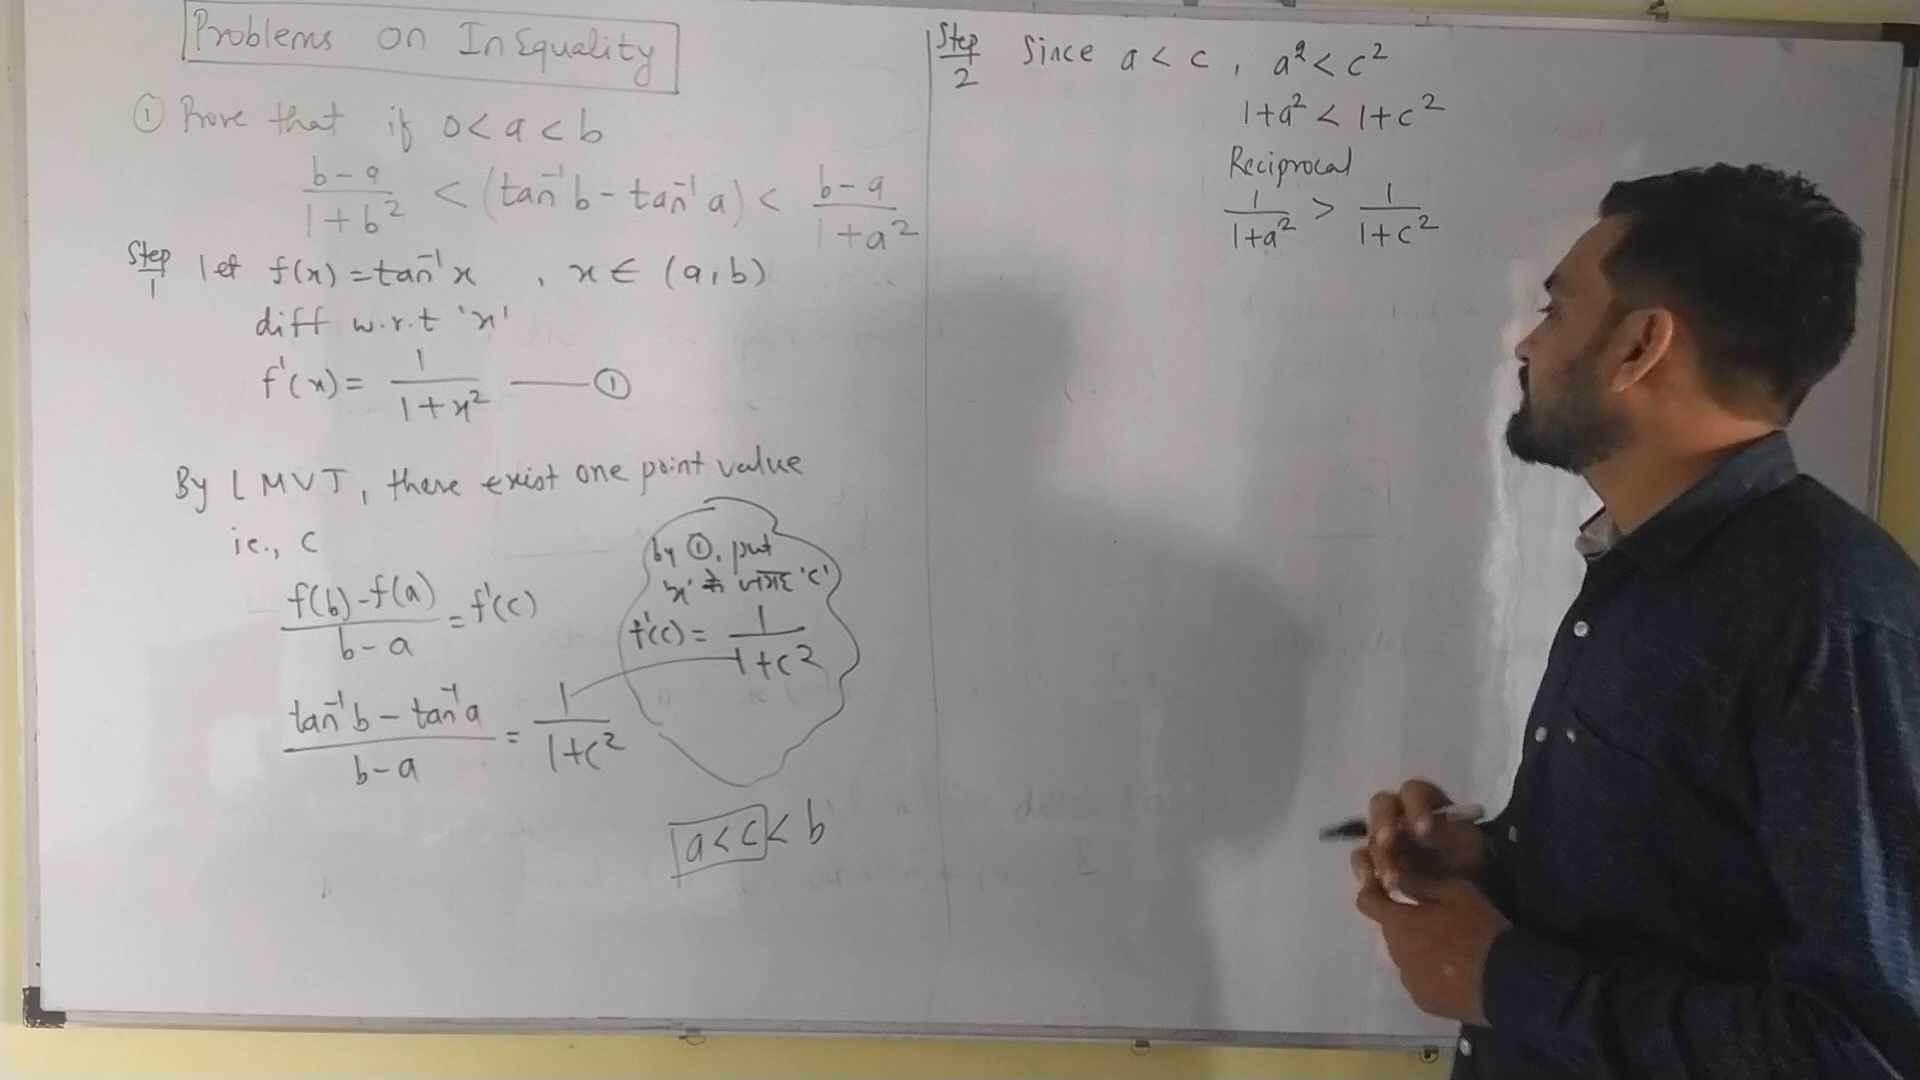 Problems on InEquality
① Prove that if 0 < a < b
b-a/1+b² < (tan⁻¹b - tan⁻¹a) < b-a/1+a²
Step 1 let f(x) = tan⁻¹x , x ∈ (a, b)
diff w.r.t 'x'
f'(x) = 1/1+x² —— ①
By LMVT, there exist one point value
ie., c
f(b)-f(a)/b-a = f'(c)
by ①, put
'x' के जगह 'c'
f'(c) = 1/1+c²
tan⁻¹b - tan⁻¹a/b-a = 1/1+c²
a<c<b
Step 2 Since a < c , a² < c²
1+a² < 1+c²
Reciprocal
1/1+a² > 1/1+c²